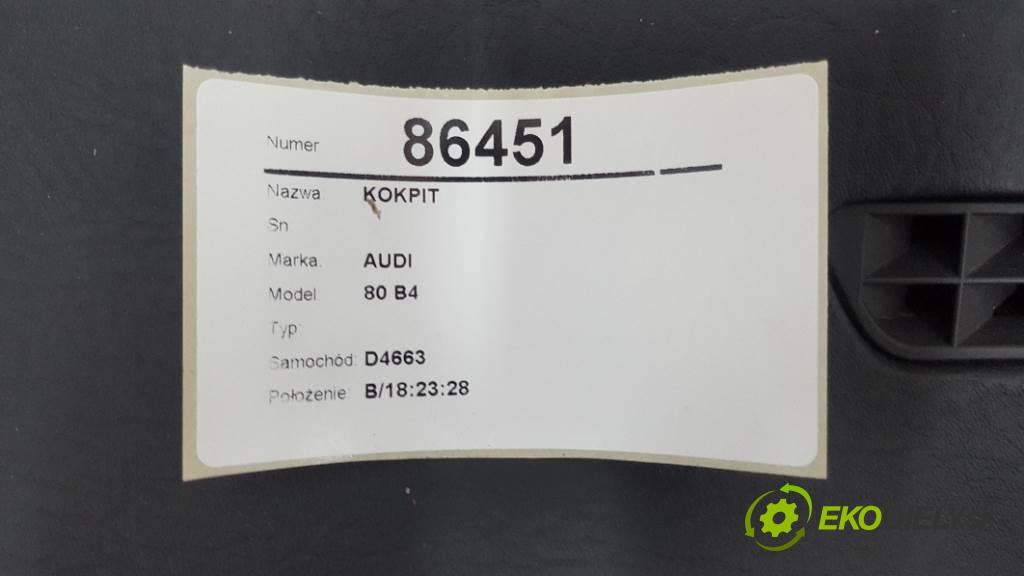 Numer 86451
Nazwa KOKPIT
Sn
Marka. AUDI
Model: 80 B4
Typ:
Samochód: D4663
Położenie: B/18:23:28
EKO